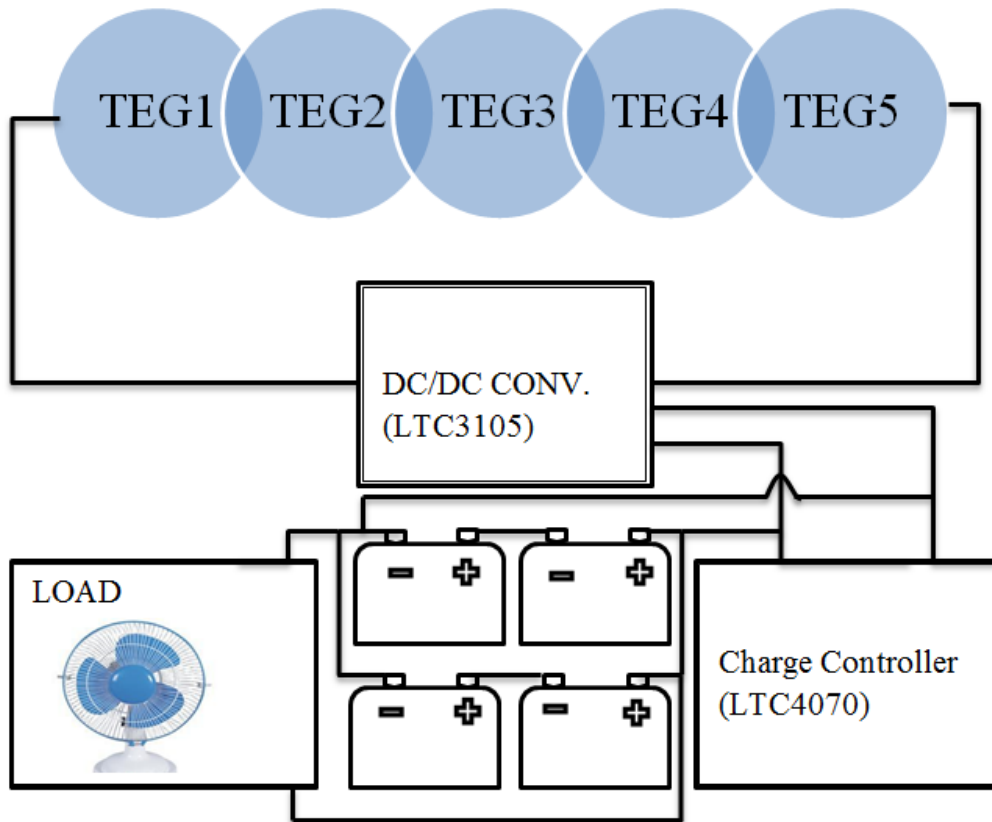 TEG1 TEG2 TEG3 TEG4 TEG5
DC/DC CONV.
(LTC3105)
LOAD
- + - +
Charge Controller
(LTC4070)
- + - +